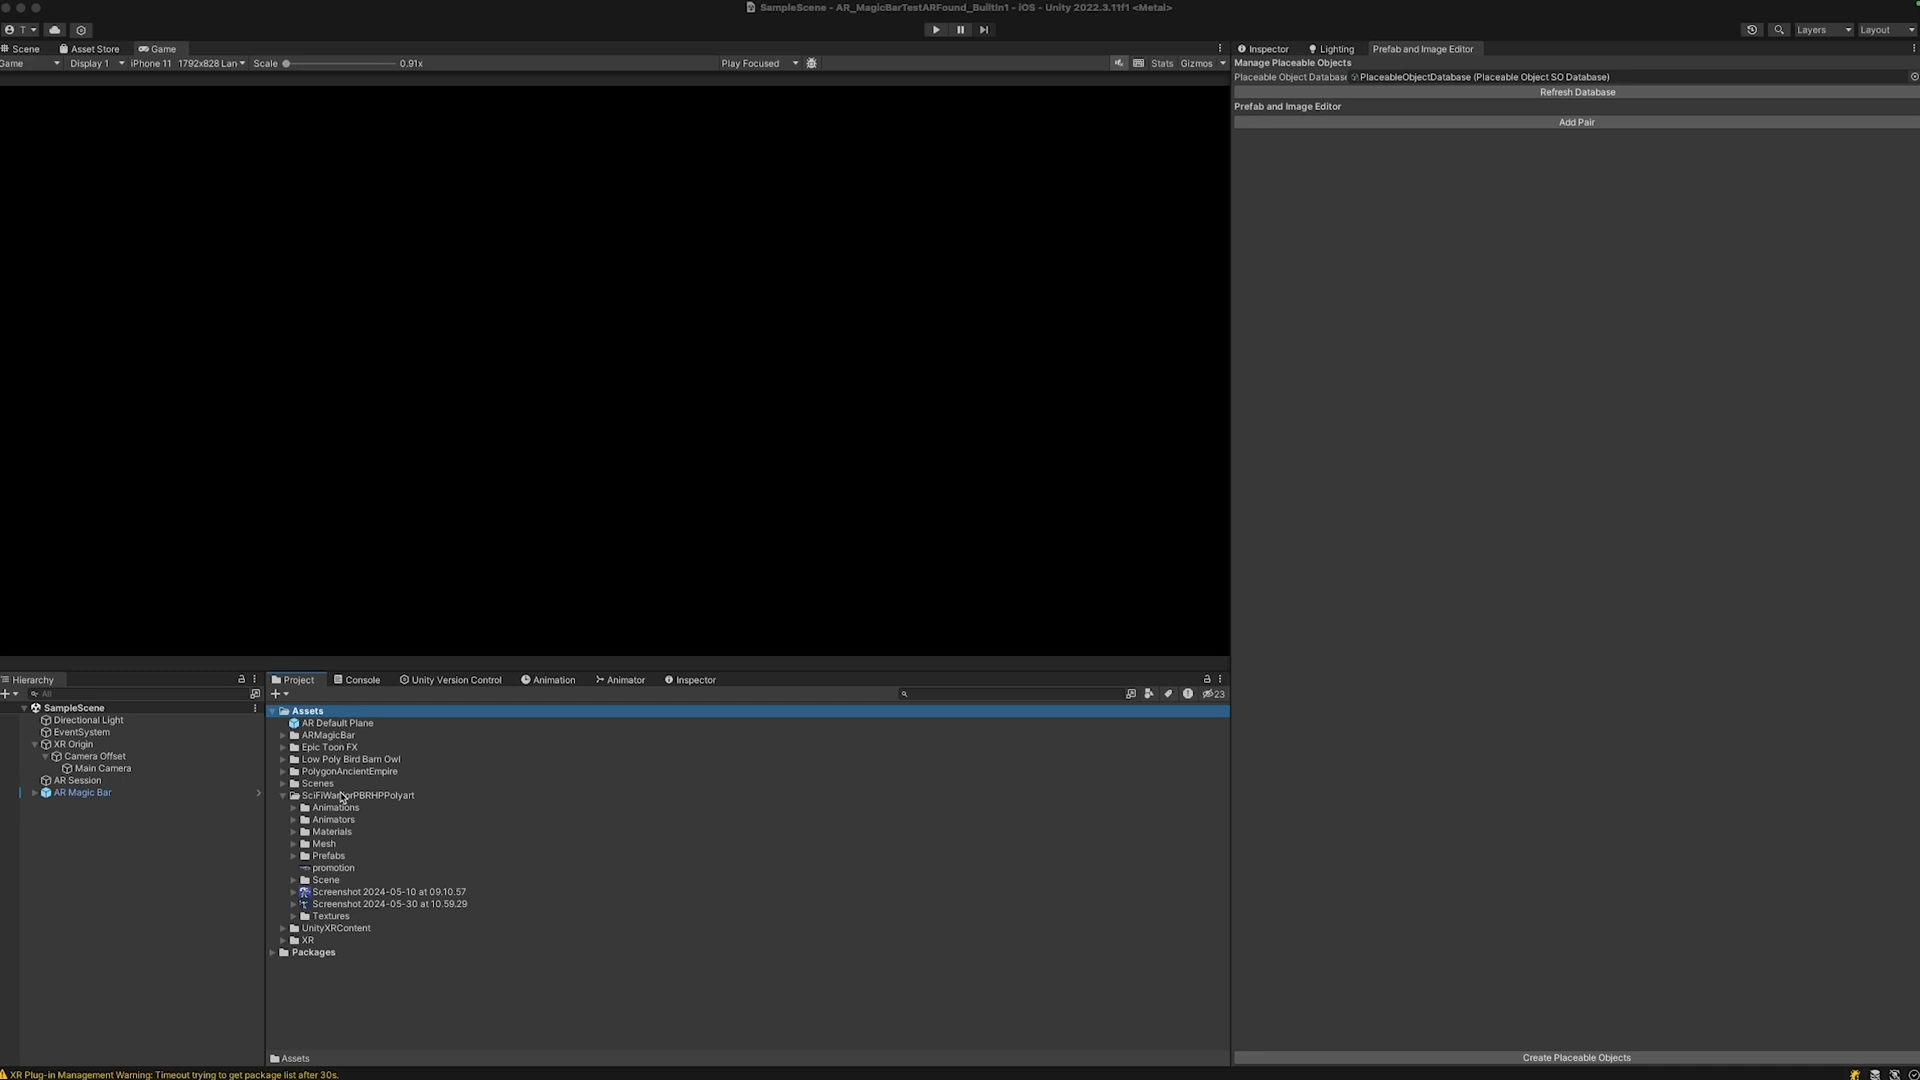 SampleScene - AR_MagicBarTestARFound_BuiltIn1 - iOS - Unity 2022.3.11f1 <Metal>
T
Layers
Layout
Scene
Asset Store
Game
Inspector
Lighting
Prefab and Image Editor
Game
Display 1
iPhone 11 1792x828 Lan
Scale
0.91x
Play Focused
Stats
Gizmos
Manage Placeable Objects
Placeable Object Database
PlaceableObjectDatabase (Placeable Object SO Database)
Refresh Database
Prefab and Image Editor
Add Pair
Hierarchy
All
SampleScene
Directional Light
EventSystem
XR Origin
Camera Offset
Main Camera
AR Session
AR Magic Bar
Project
Console
Unity Version Control
Animation
Animator
Inspector
23
Assets
AR Default Plane
ARMagicBar
Epic Toon FX
Low Poly Bird Barn Owl
PolygonAncientEmpire
Scenes
SciFiWarriorPBRHPPolyart
Animations
Animators
Materials
Mesh
Prefabs
promotion
Scene
Screenshot 2024-05-10 at 09.10.57
Screenshot 2024-05-30 at 10.59.29
Textures
UnityXRContent
XR
Packages
Assets
Create Placeable Objects
XR Plug-in Management Warning: Timeout trying to get package list after 30s.